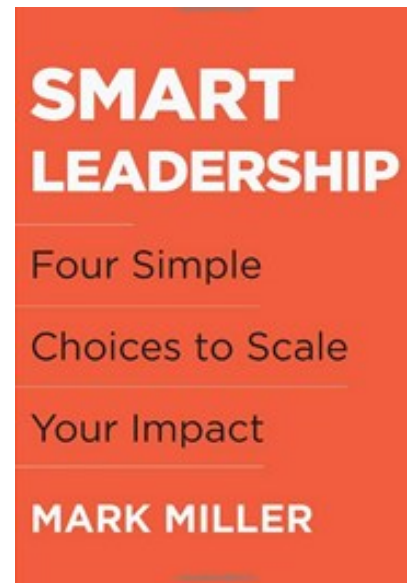 SMART
LEADERSHIP
Four Simple
Choices to Scale
Your Impact
MARK MILLER